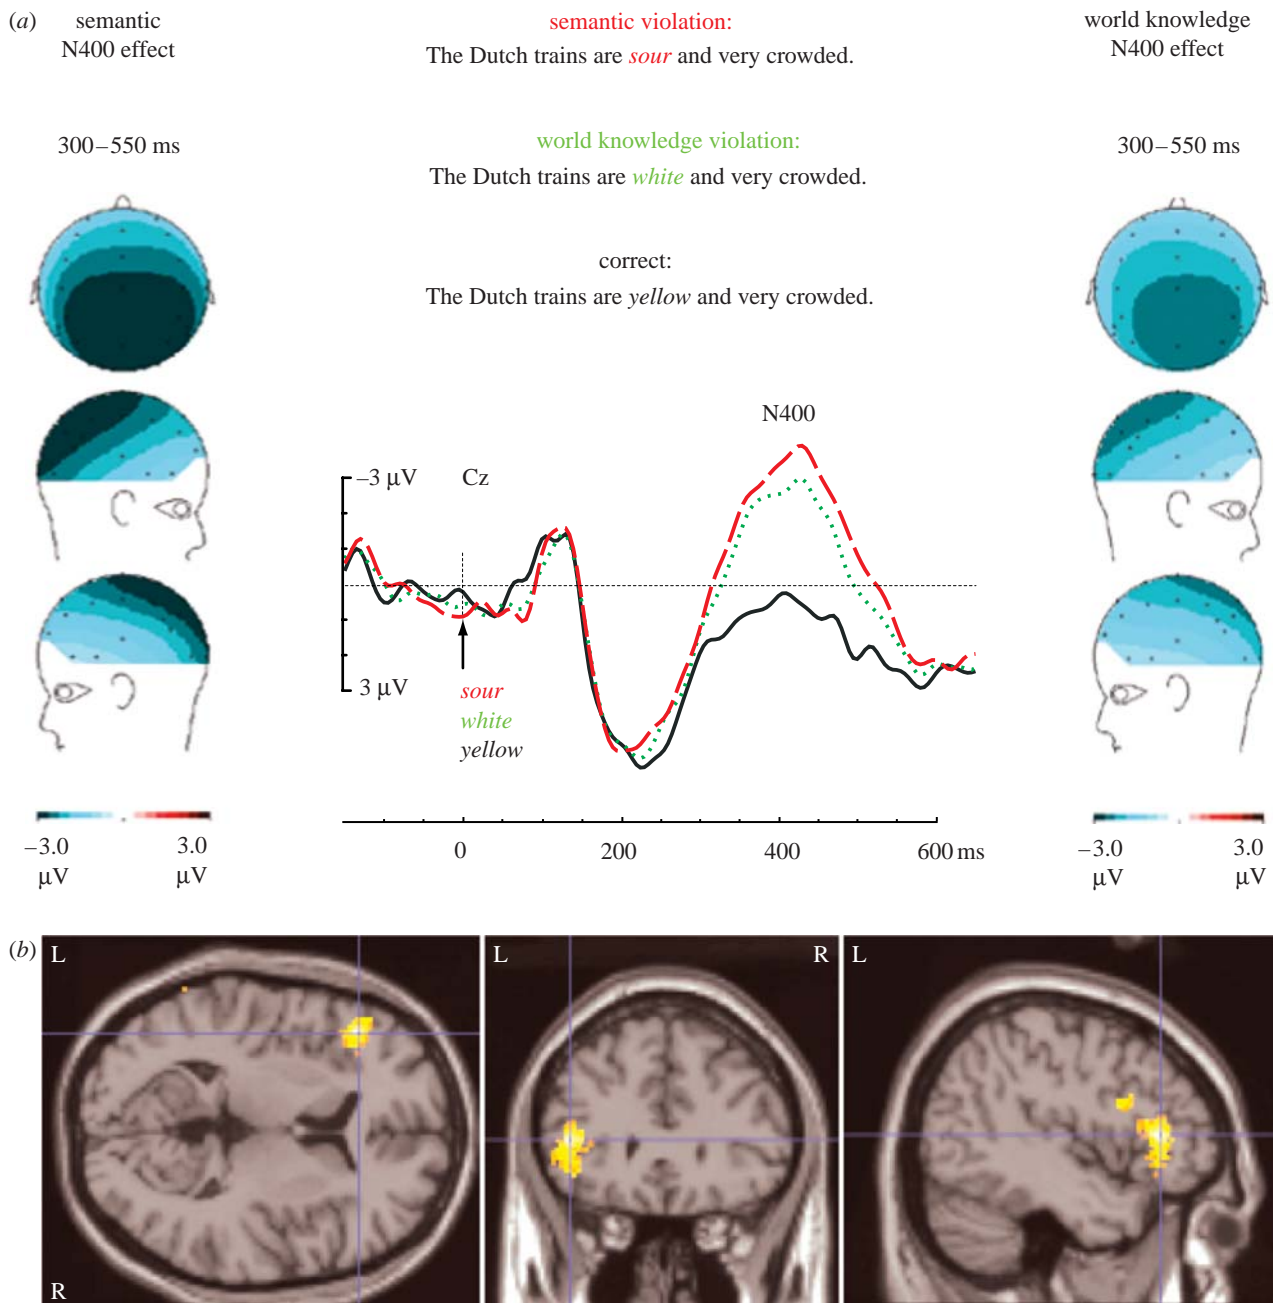 (a)
semantic
N400 effect
semantic violation:
The Dutch trains are sour and very crowded.
world knowledge
N400 effect
300–550 ms
world knowledge violation:
The Dutch trains are white and very crowded.
300–550 ms
correct:
The Dutch trains are yellow and very crowded.
N400
–3 µV
Cz
3 µV
sour
white
yellow
0
200
400
600 ms
–3.0
µV
3.0
µV
–3.0
µV
3.0
µV
(b)
L
R
L
R
L